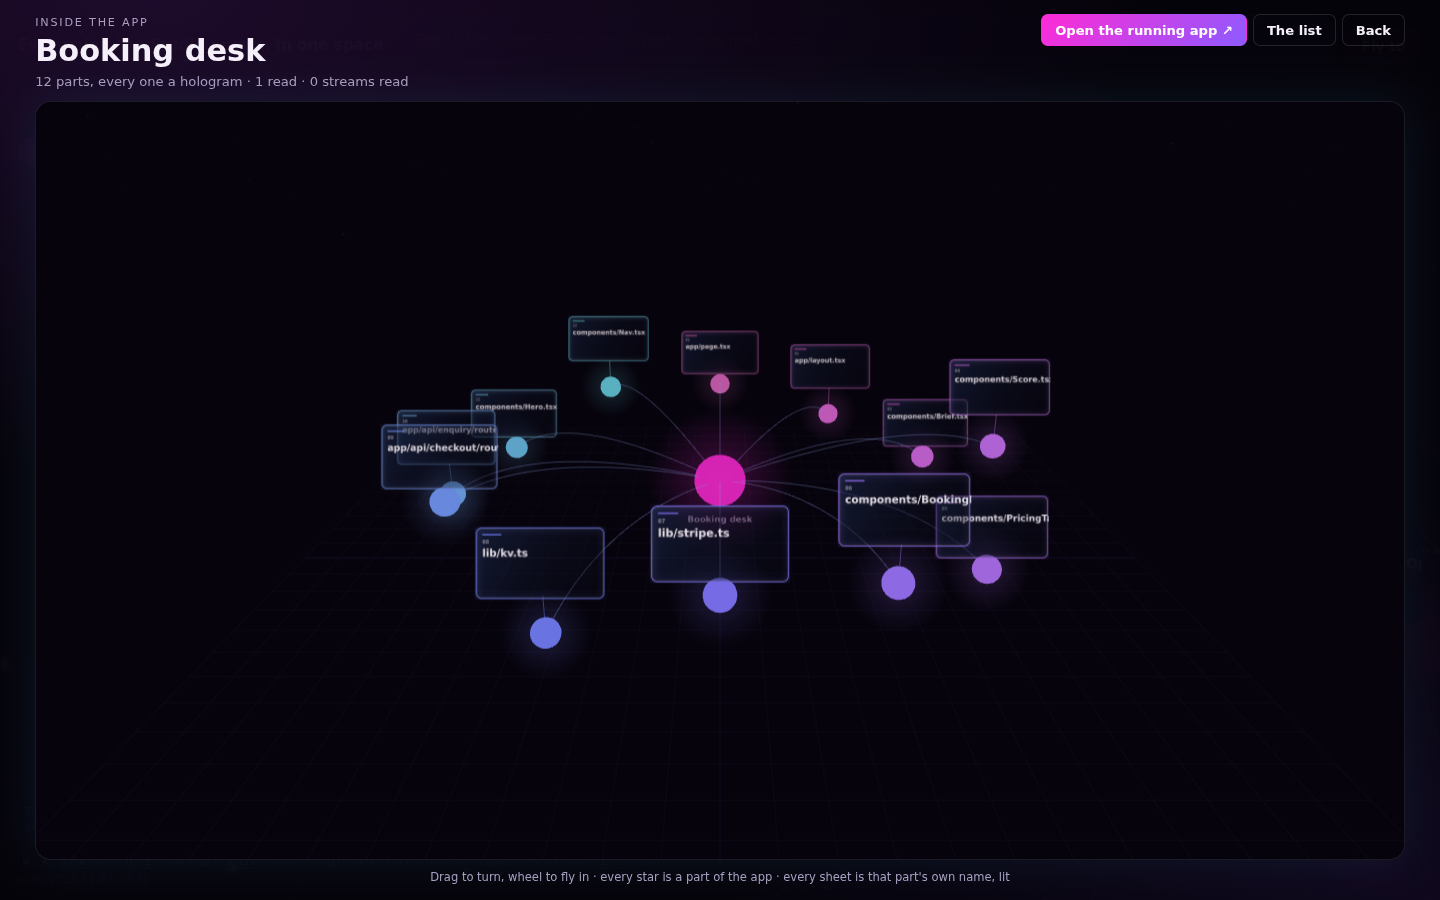 INSIDE THE APP
Booking desk
12 parts, every one a hologram · 1 read · 0 streams read
Open the running app ↗
The list
Back
components/Nav.tsx
app/page.tsx
app/layout.tsx
components/Score.ts
components/Hero.tsx
components/Brief.tsx
app/api/enquiry/route
app/api/checkout/rou
06
components/Booking
components/PricingTa
07
Booking desk
lib/stripe.ts
08
lib/kv.ts
Drag to turn, wheel to fly in · every star is a part of the app · every sheet is that part's own name, lit